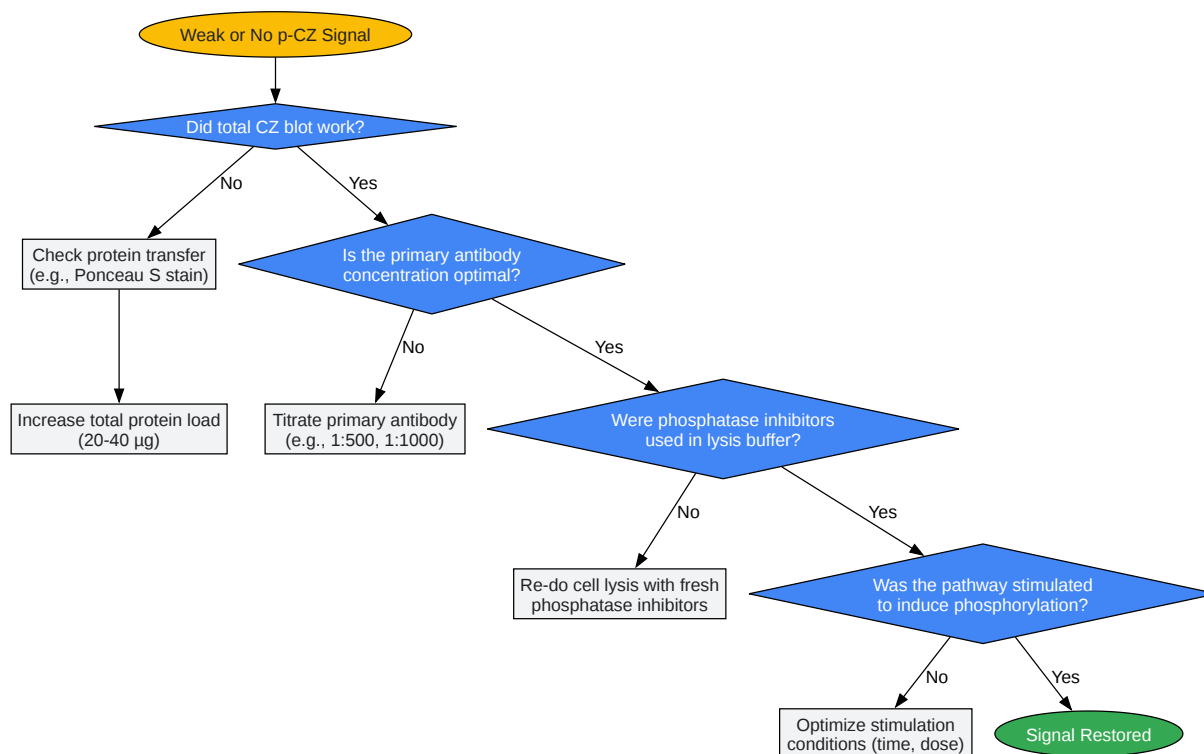 Weak or No p-CZ Signal
Did total CZ blot work?
No
Yes
Check protein transfer
(e.g., Ponceau S stain)
Is the primary antibody
concentration optimal?
No
Yes
Increase total protein load
(20-40 µg)
Titrate primary antibody
(e.g., 1:500, 1:1000)
Were phosphatase inhibitors
used in lysis buffer?
No
Yes
Re-do cell lysis with fresh
phosphatase inhibitors
Was the pathway stimulated
to induce phosphorylation?
No
Yes
Optimize stimulation
conditions (time, dose)
Signal Restored